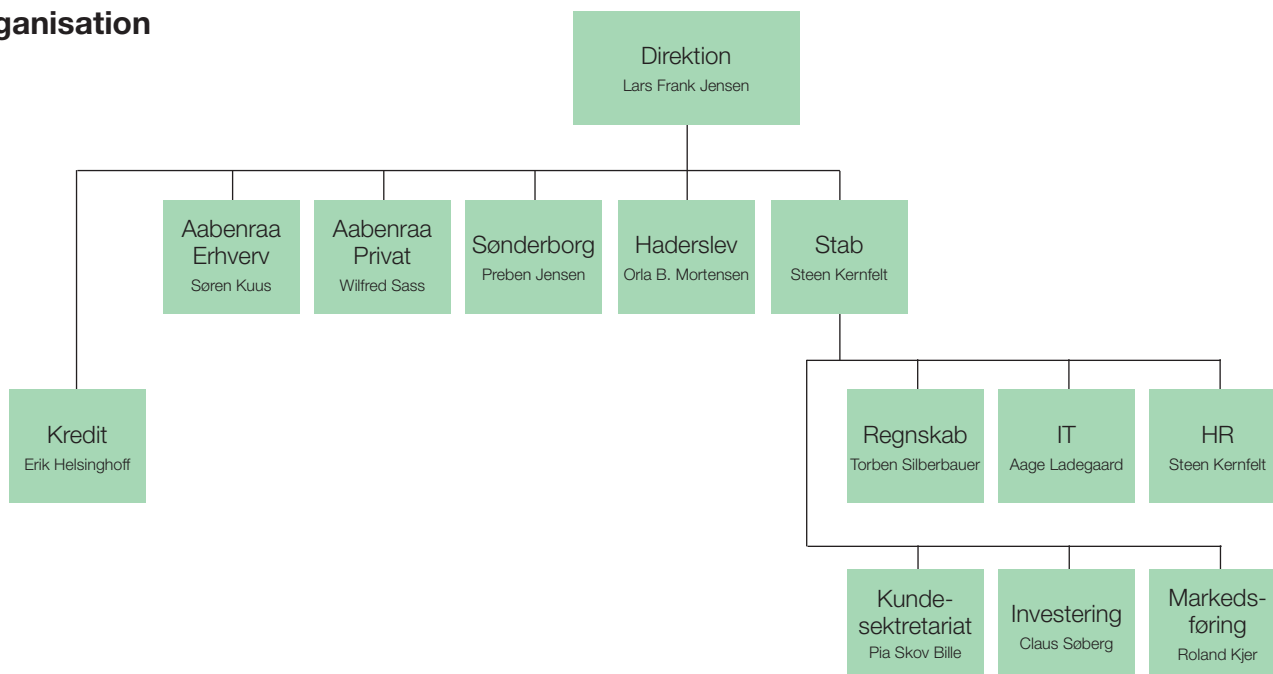 ganisation
Direktion
Lars Frank Jensen
Aabenraa
Erhverv
Søren Kuus
Aabenraa
Privat
Wilfred Sass
Sønderborg
Preben Jensen
Haderslev
Orla B. Mortensen
Stab
Steen Kernfelt
Kredit
Erik Helsinghoff
Regnskab
Torben Silberbauer
IT
Aage Ladegaard
HR
Steen Kernfelt
Kunde-
sektretariat
Pia Skov Bille
Investering
Claus Søberg
Markeds-
føring
Roland Kjer